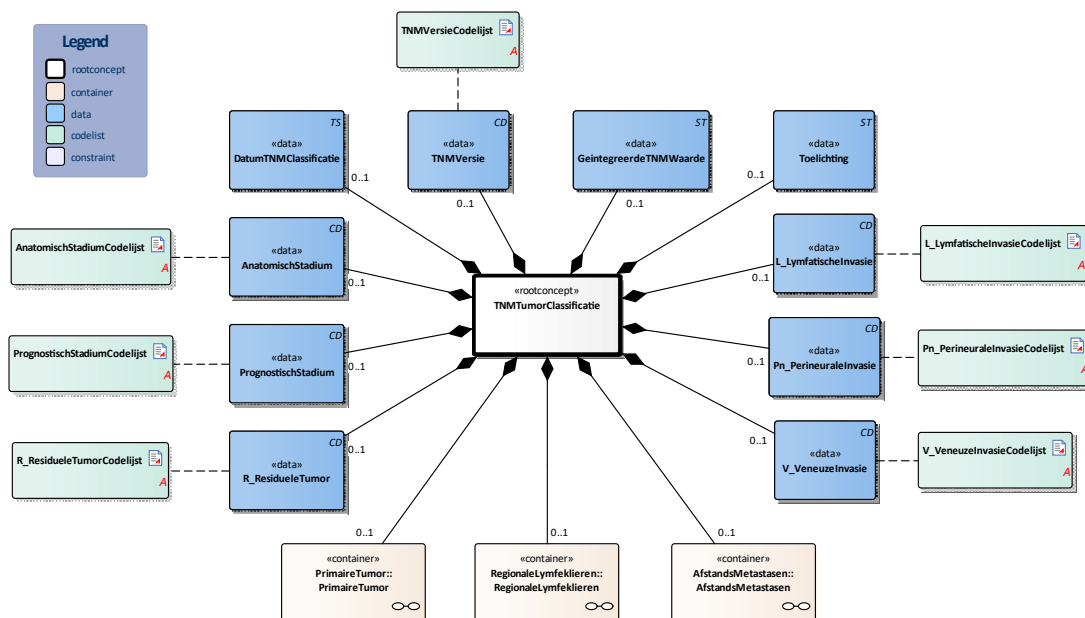 Legend
rootconcept
container
data
codelist
constraint
TNMVersieCodelijst
A
TS
«data»
DatumTNMClassificatie
0..1
CD
«data»
TNMVersie
0..1
ST
«data»
GeintegreerdeTNMWaarde
0..1
ST
«data»
Toelichting
0..1
AnatomischStadiumCodelijst
A
CD
«data»
AnatomischStadium
0..1
«rootconcept»
TNMTumorClassificatie
CD
«data»
L_LymfatischeInvasie
0..1
L_LymfatischeInvasieCodelijst
A
PrognostischStadiumCodelijst
A
CD
«data»
PrognostischStadium
0..1
CD
«data»
Pn_PerineuraleInvasie
0..1
Pn_PerineuraleInvasieCodelijst
A
R_ResidueleTumorCodelijst
A
CD
«data»
R_ResidueleTumor
0..1
CD
«data»
V_VeneuzeInvasie
0..1
V_VeneuzeInvasieCodelijst
A
0..1
«container»
PrimaireTumor::
PrimaireTumor
0..1
«container»
RegionaleLymfeklieren::
RegionaleLymfeklieren
0..1
«container»
AfstandsMetastasen::
AfstandsMetastasen